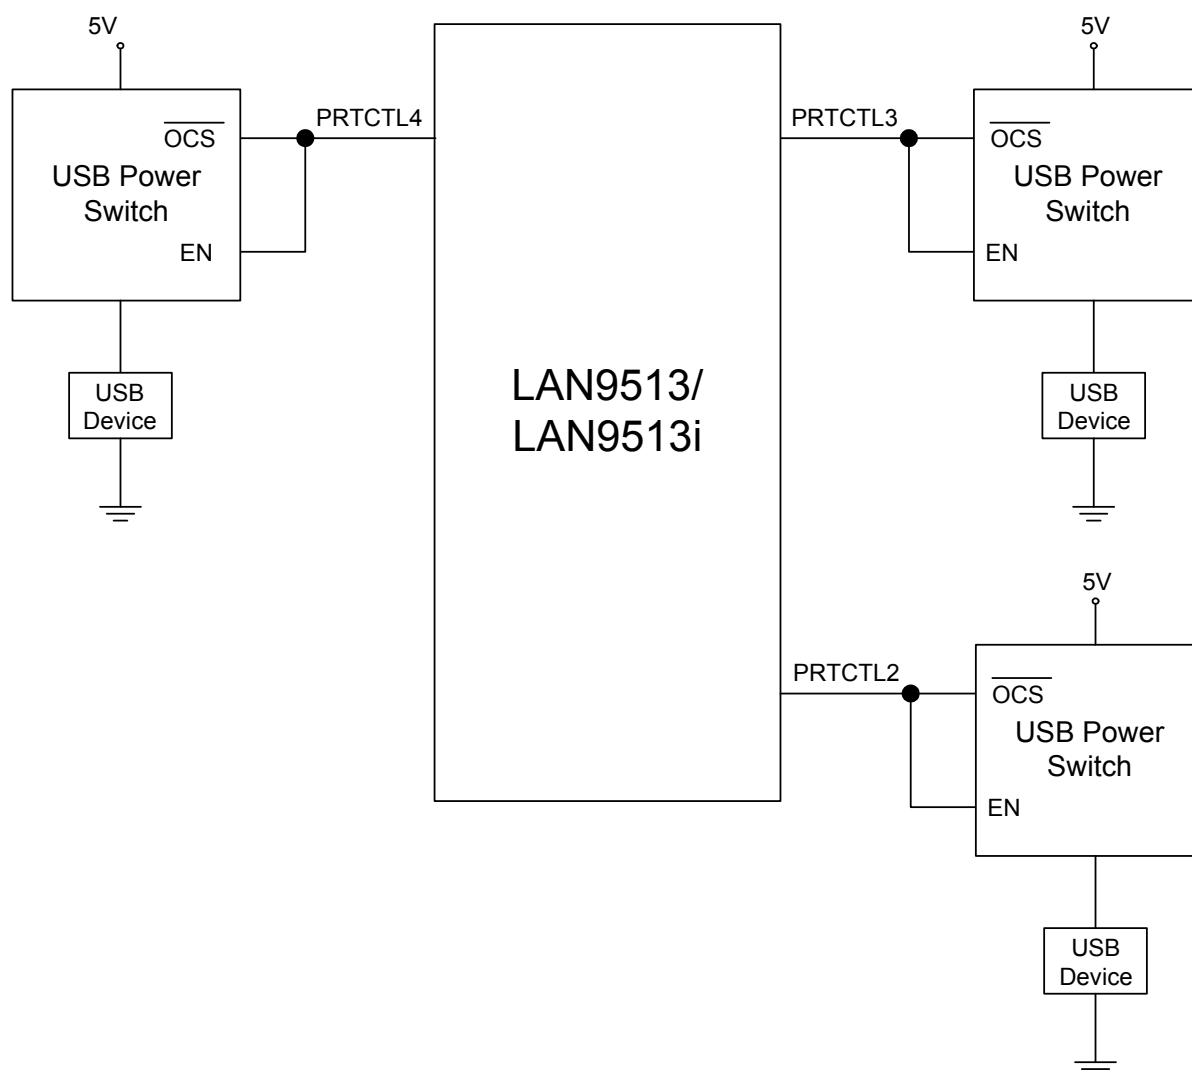 5V
OCS
USB Power
Switch
EN
USB
Device
PRTCTL4
LAN9513/
LAN9513i
PRTCTL3
5V
OCS
USB Power
Switch
EN
USB
Device
PRTCTL2
5V
OCS
USB Power
Switch
EN
USB
Device